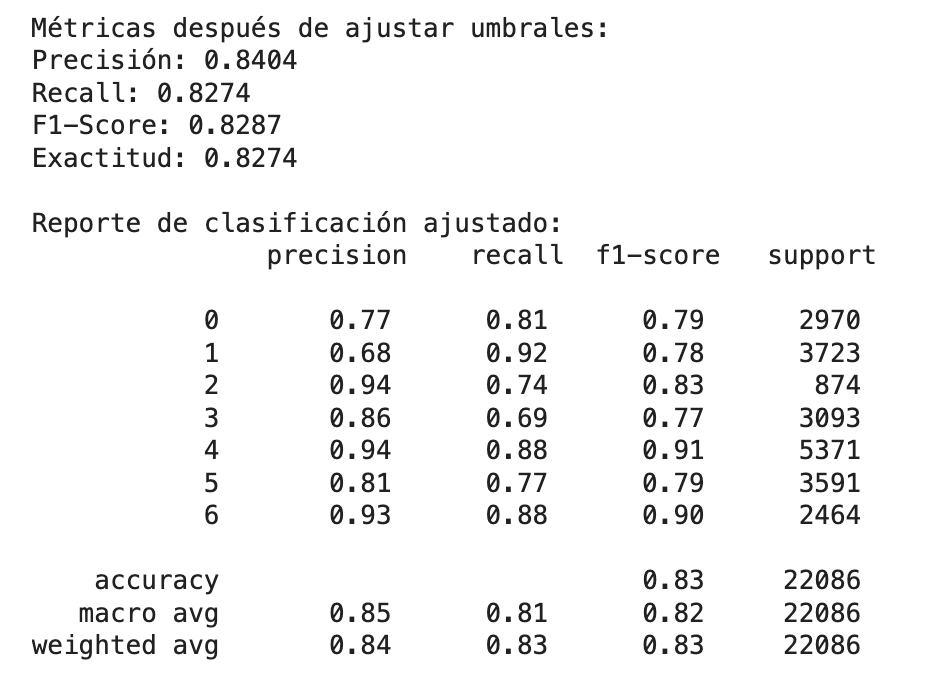 Métricas después de ajustar umbrales:
Precisión: 0.8404
Recall: 0.8274
F1-Score: 0.8287
Exactitud: 0.8274
Reporte de clasificación ajustado:
precision recall f1-score support
0 0.77 0.81 0.79 2970
1 0.68 0.92 0.78 3723
2 0.94 0.74 0.83 874
3 0.86 0.69 0.77 3093
4 0.94 0.88 0.91 5371
5 0.81 0.77 0.79 3591
6 0.93 0.88 0.90 2464
accuracy 0.83 22086
macro avg 0.85 0.81 0.82 22086
weighted avg 0.84 0.83 0.83 22086